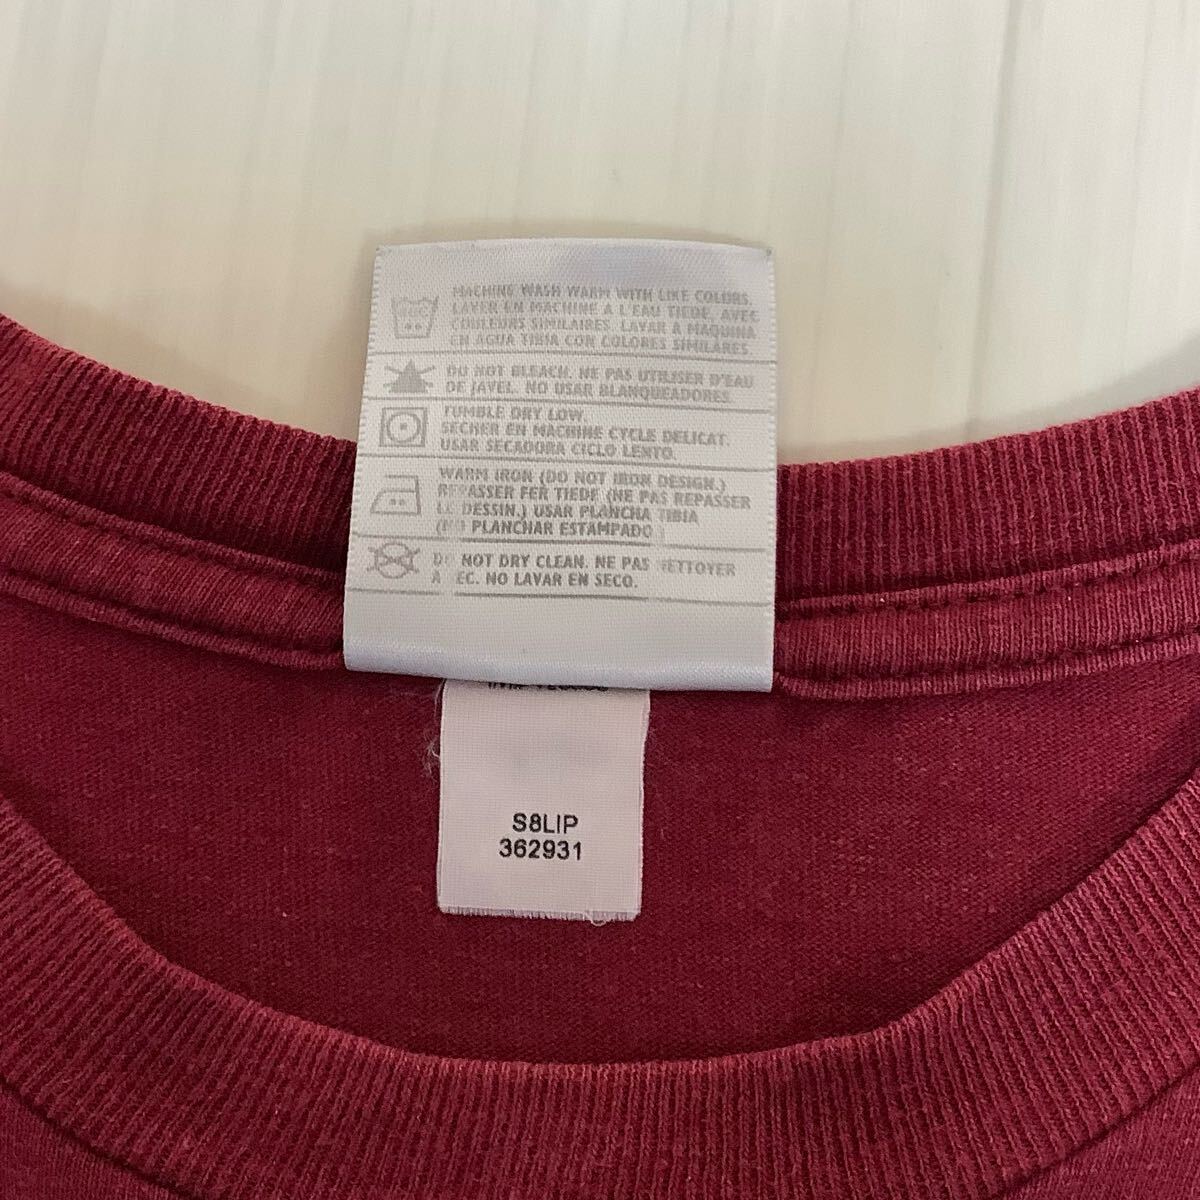 MACHINE WASH WARM WITH LIKE COLORS.
LAVER EN MACHINE A L'EAU TIEDE, AVEC
COULEURS SIMILAIRES. LAVAR A MAQUINA
EN AGUA TIBIA CON COLORES SIMILARES.
DO NOT BLEACH. NE PAS UTILISER D'EAU
DE JAVEL. NO USAR BLANQUEADORES.
TUMBLE DRY LOW.
SECHER EN MACHINE CYCLE DELICAT.
USAR SECADORA CICLO LENTO.
WARM IRON (DO NOT IRON DESIGN.)
REPASSER FER TIEDE (NE PAS REPASSER
LE DESSIN.) USAR PLANCHA TIBIA
(NO PLANCHAR ESTAMPADO)
DO NOT DRY CLEAN. NE PAS NETTOYER
A SEC. NO LAVAR EN SECO.
S8LIP
362931